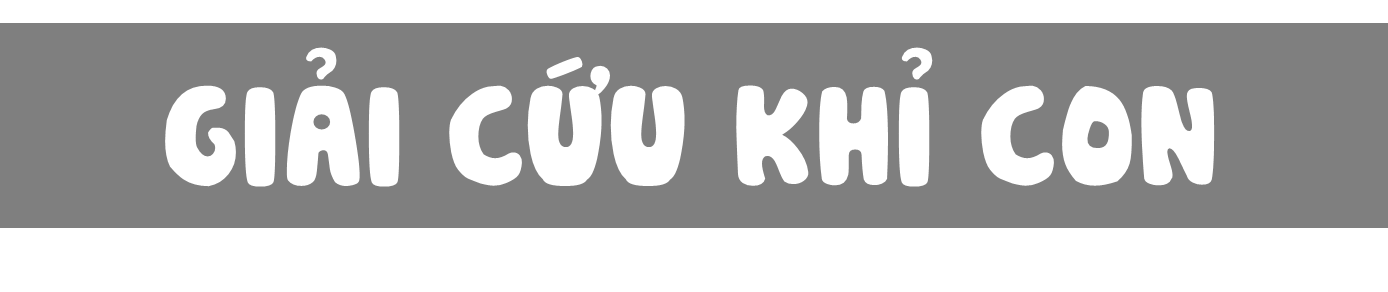 GIẢI CỨU KHỈ CON